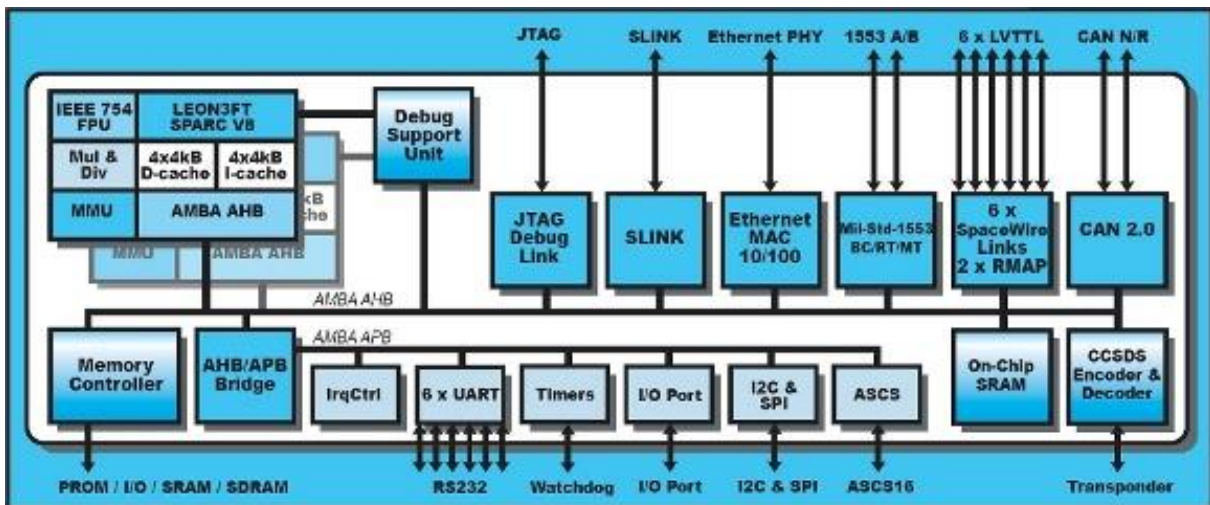 JTAG
SLINK
Ethernet PHY
1553 A/B
6 x LVTTL
CAN N/R
IEEE 754
FPU
LEON3FT
SPARC V8
Mul &
Div
4x4kB
D-cache
4x4kB
I-cache
MMU
AMBA AHB
MMU
AMBA AHB
Debug
Support
Unit
JTAG
Debug
Link
SLINK
Ethernet
MAC
10/100
Mil-Std-1553
BC/RT/MT
6 x
SpaceWire
Links
2 x RMAP
CAN 2.0
AMBA AHB
AMBA APB
Memory
Controller
AHB/APB
Bridge
IrqCtrl
6 x UART
Timers
I/O Port
I2C &
SPI
ASCS
On-Chip
SRAM
CCSDS
Encoder &
Decoder
PROM / I/O / SRAM / SDRAM
RS232
Watchdog
I/O Port
I2C & SPI
ASCS16
Transponder